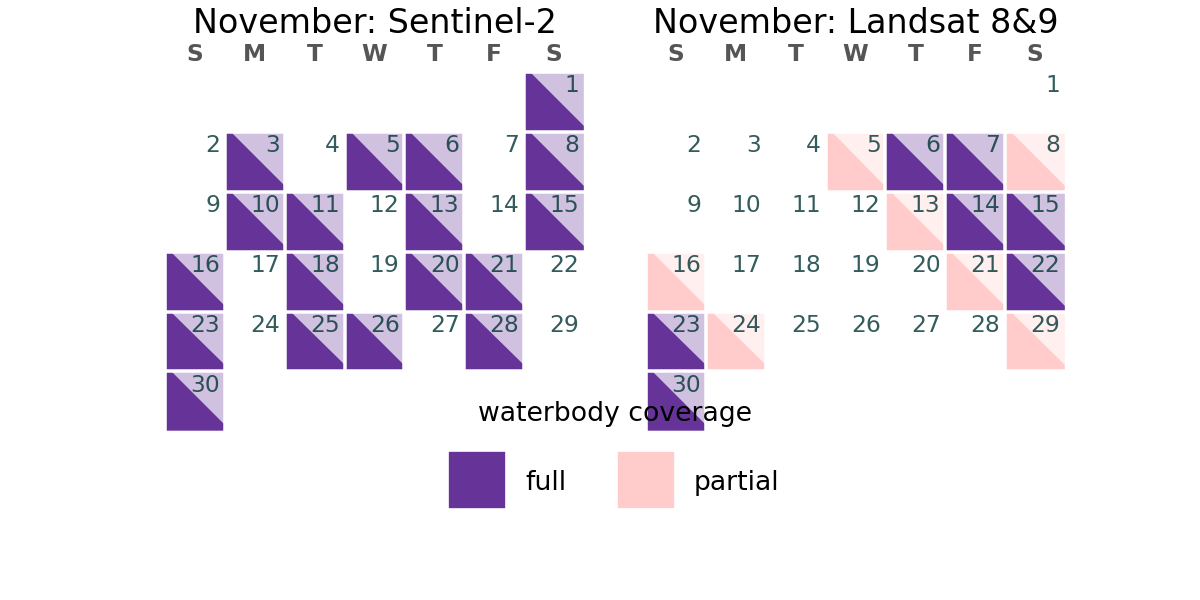 November: Sentinel-2
S M T W T F S
1
2 3 4 5 6 7 8
9 10 11 12 13 14 15
16 17 18 19 20 21 22
23 24 25 26 27 28 29
30
November: Landsat 8&9
S M T W T F S
1
2 3 4 5 6 7 8
9 10 11 12 13 14 15
16 17 18 19 20 21 22
23 24 25 26 27 28 29
30
waterbody coverage
full partial